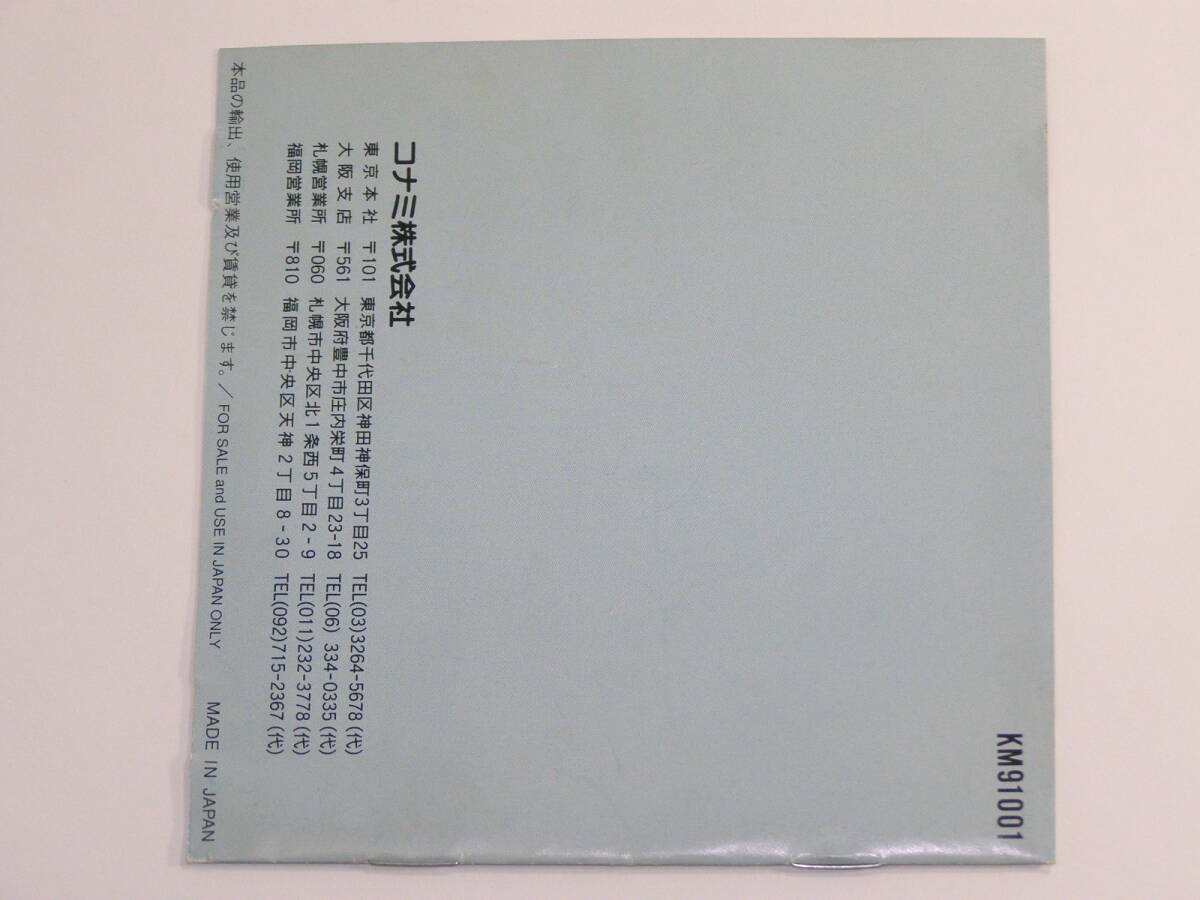 KM91001
コナミ株式会社
東京本社 〒101 東京都千代田区神田神保町3丁目25 TEL(03)3264-5678(代)
大阪支店 〒561 大阪府豊中市庄内栄町4丁目23-18 TEL(06) 334-0335(代)
札幌営業所 〒060 札幌市中央区北1条西5丁目2-9 TEL(011)232-3778(代)
福岡営業所 〒810 福岡市中央区天神2丁目8-30 TEL(092)715-2367(代)
本品の輸出、使用営業及び賃貸を禁じます。／FOR SALE and USE IN JAPAN ONLY MADE IN JAPAN